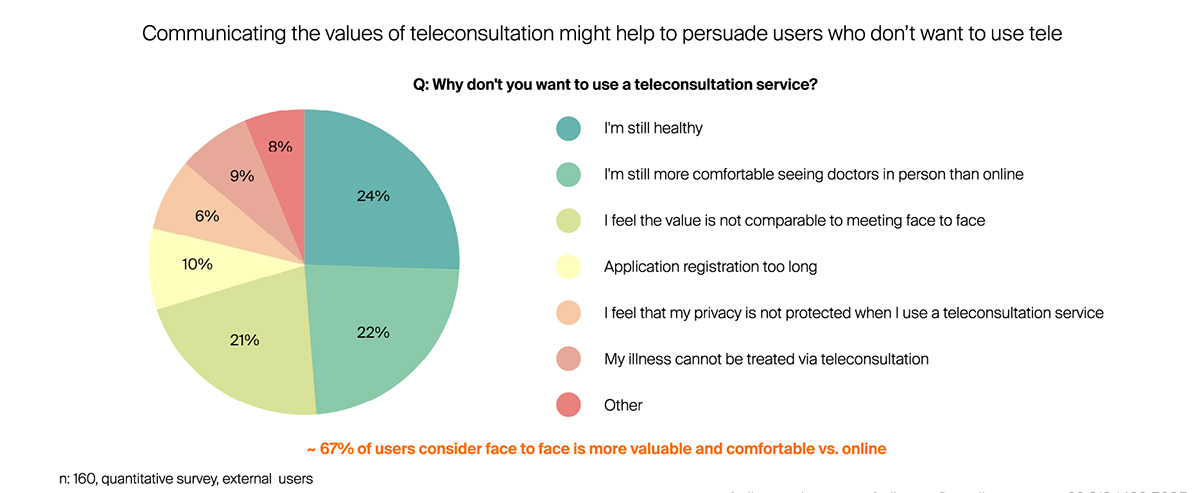 Communicating the values of teleconsultation might help to persuade users who don't want to use tele
Q: Why don't you want to use a teleconsultation service?
I'm still healthy
I'm still more comfortable seeing doctors in person than online
I feel the value is not comparable to meeting face to face
Application registration too long
I feel that my privacy is not protected when I use a teleconsultation service
My illness cannot be treated via teleconsultation
Other
8%
9%
24%
6%
10%
21%
22%
~ 67% of users consider face to face is more valuable and comfortable vs. online
n: 160, quantitative survey, external users